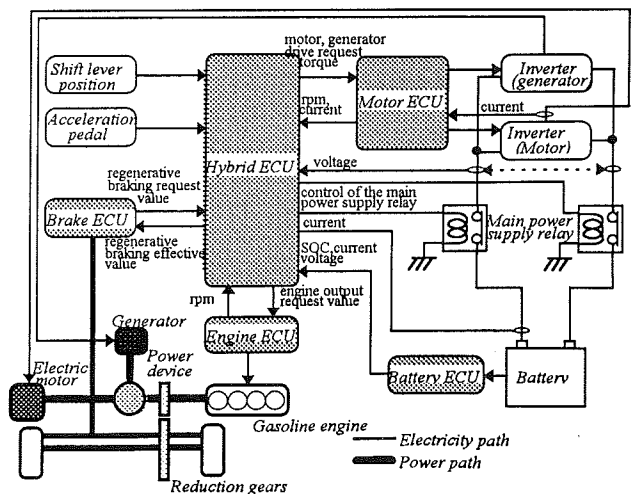 motor, generator
drive request
torque
Shift lever
position
Inverter
(generator
rpm,
current
Motor ECU
current
Acceleration
pedal
Inverter
(Motor)
Hybrid ECU
voltage
regenerative
braking request
value
control of the main
power supply relay
Brake ECU
current
Main power
supply relay
regenerative
braking effective
value
SOC,current
voltage
rpm
engine output
request value
Generator
Engine ECU
Electric
motor
Power
device
Battery ECU
Battery
Gasoline engine
Electricity path
Power path
Reduction gears